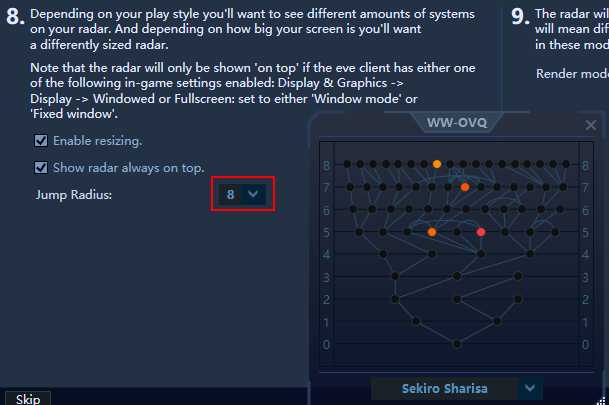 8. Depending on your play style you'll want to see different amounts of systems
on your radar. And depending on how big your screen is you'll want
a differently sized radar.
Note that the radar will only be shown 'on top' if the eve client has either one
of the following in-game settings enabled: Display & Graphics ->
Display -> Windowed or Fullscreen: set to either 'Window mode' or
'Fixed window'.
Enable resizing.
Show radar always on top.
Jump Radius: 8
9. The radar wil
will mean dif
in these mod
Render mode
WW-OVQ
8 8
7 7
6 6
5 5
4 4
3 3
2 2
1 1
0 0
Sekiro Sharisa
Skip